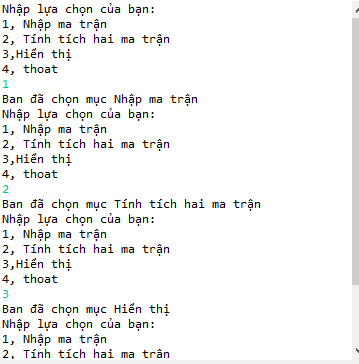 Nhập lựa chọn của bạn:
1, Nhập ma trận
2, Tính tích hai ma trận
3,Hiển thị
4, thoat
1
Ban đã chọn mục Nhập ma trận
Nhập lựa chọn của bạn:
1, Nhập ma trận
2, Tính tích hai ma trận
3,Hiển thị
4, thoat
2
Ban đã chọn mục Tính tích hai ma trận
Nhập lựa chọn của bạn:
1, Nhập ma trận
2, Tính tích hai ma trận
3,Hiển thị
4, thoat
3
Ban đã chọn mục Hiển thị
Nhập lựa chọn của bạn:
1, Nhập ma trận
2, Tính tích hai ma trận